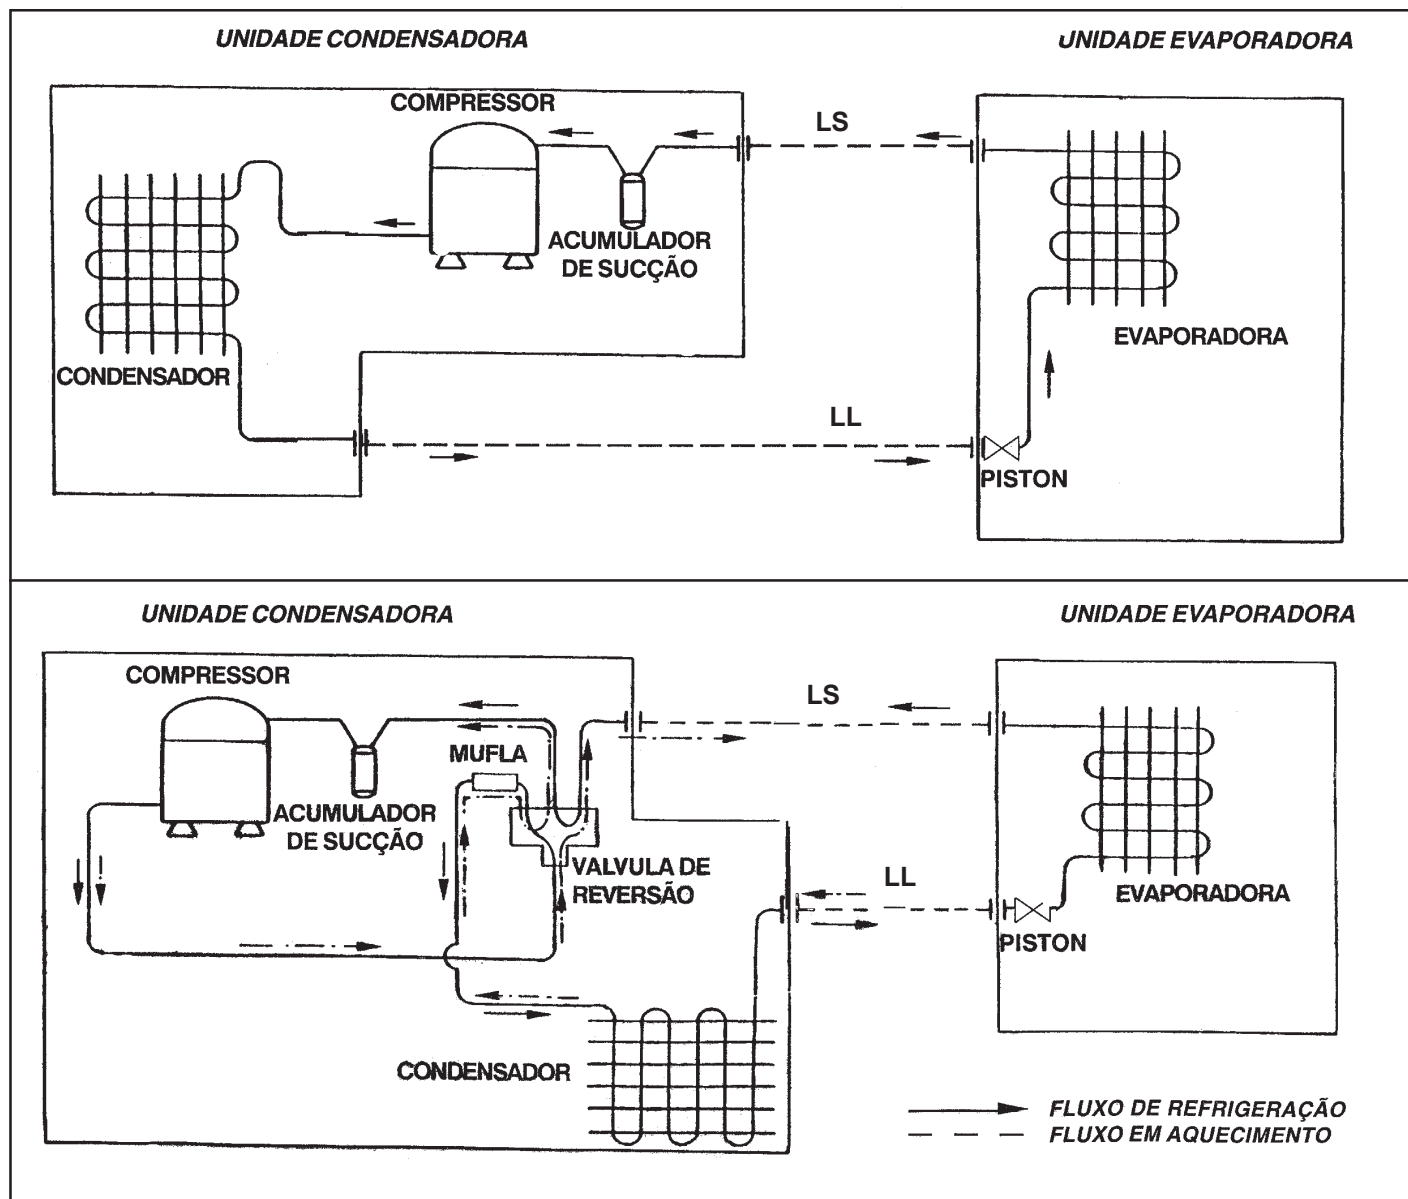 UNIDADE CONDENSADORA
UNIDADE EVAPORADORA
COMPRESSOR
LS
ACUMULADOR
DE SUCÇÃO
EVAPORADORA
CONDENSADOR
LL
PISTON
UNIDADE CONDENSADORA
UNIDADE EVAPORADORA
COMPRESSOR
LS
MUFLA
ACUMULADOR
DE SUCÇÃO
VALVULA DE
REVERSÃO
LL
EVAPORADORA
PISTON
CONDENSADOR
FLUXO DE REFRIGERAÇÃO
FLUXO EM AQUECIMENTO